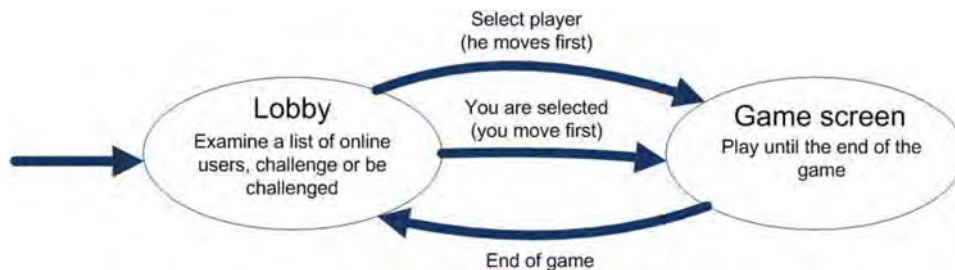 Select player
(he moves first)
Lobby
Examine a list of online
users, challenge or be
challenged
You are selected
(you move first)
Game screen
Play until the end of the
game
End of game